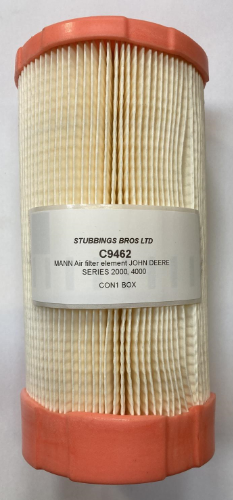 STUBBINGS BROS LTD
C9462
MANN Air filter element JOHN DEERE
SERIES 2000, 4000
CON1 BOX